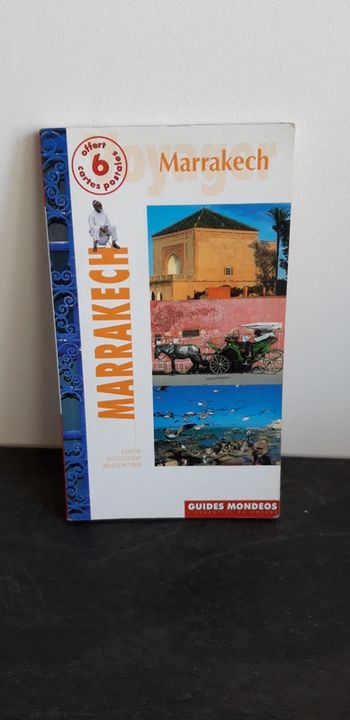 Voyager
Marrakech
offert
6
cartes postales
MARRAKECH
PARTIR
DÉCOUVRIR
RENCONTRER
GUIDES MONDEOS